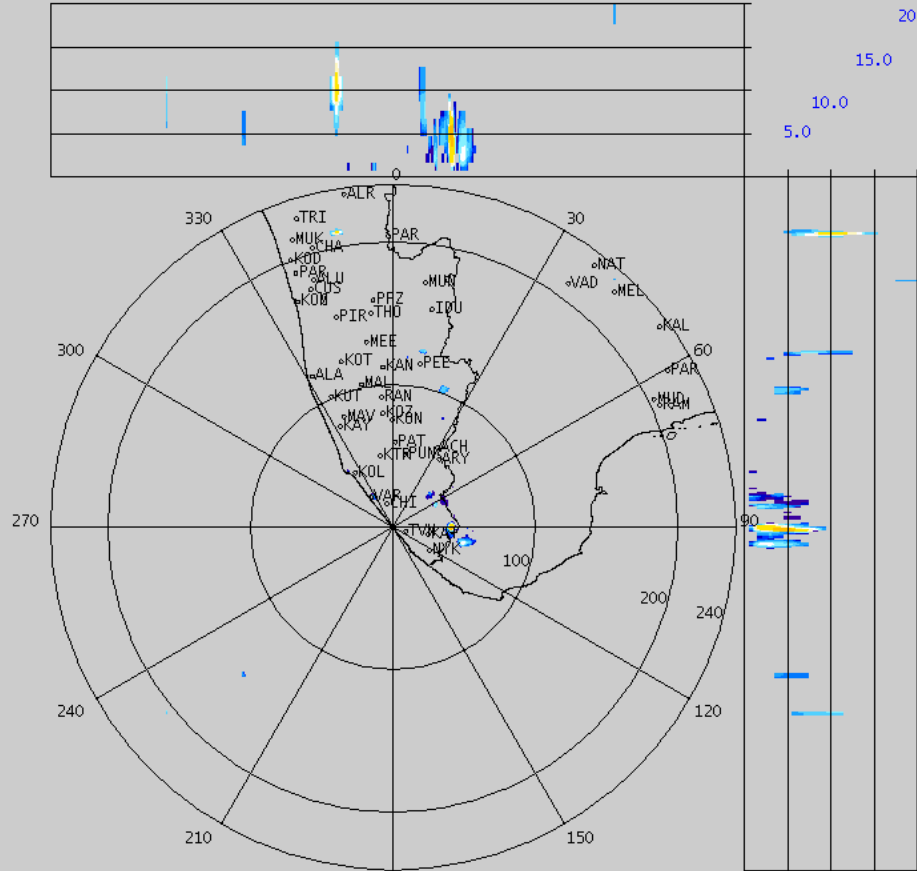 20
15.0
10.0
5.0
0
ALR
330
TRI
30
PAR
MUK
CHA
KOD
NAT
PAR
ALU
MUN
VAD
CUS
MEL
KOM
PFZ
IDU
PIR
THO
KAL
MEE
300
60
KOT
KAN
PEE
PAR
ALA
MAL
KUT
RAN
MUD
RAM
KOZ
MAV
KON
KAY
PAT
ACH
KTR
PUN
ARY
KOL
VAR
CHI
270
90
TVM
NYK
100
200
240
240
120
210
150